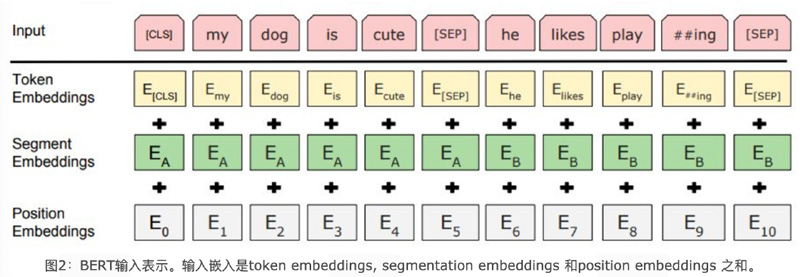 Input [CLS] my dog is cute [SEP] he likes play ##ing [SEP]
Token Embeddings E[CLS] Emy Edog Eis Ecute E[SEP] Ehe Elikes Eplay E##ing E[SEP]
+ + + + + + + + + + +
Segment Embeddings EA EA EA EA EA EA EB EB EB EB EB
+ + + + + + + + + + +
Position Embeddings E0 E1 E2 E3 E4 E5 E6 E7 E8 E9 E10
图2：BERT输入表示。输入嵌入是token embeddings, segmentation embeddings 和position embeddings 之和。